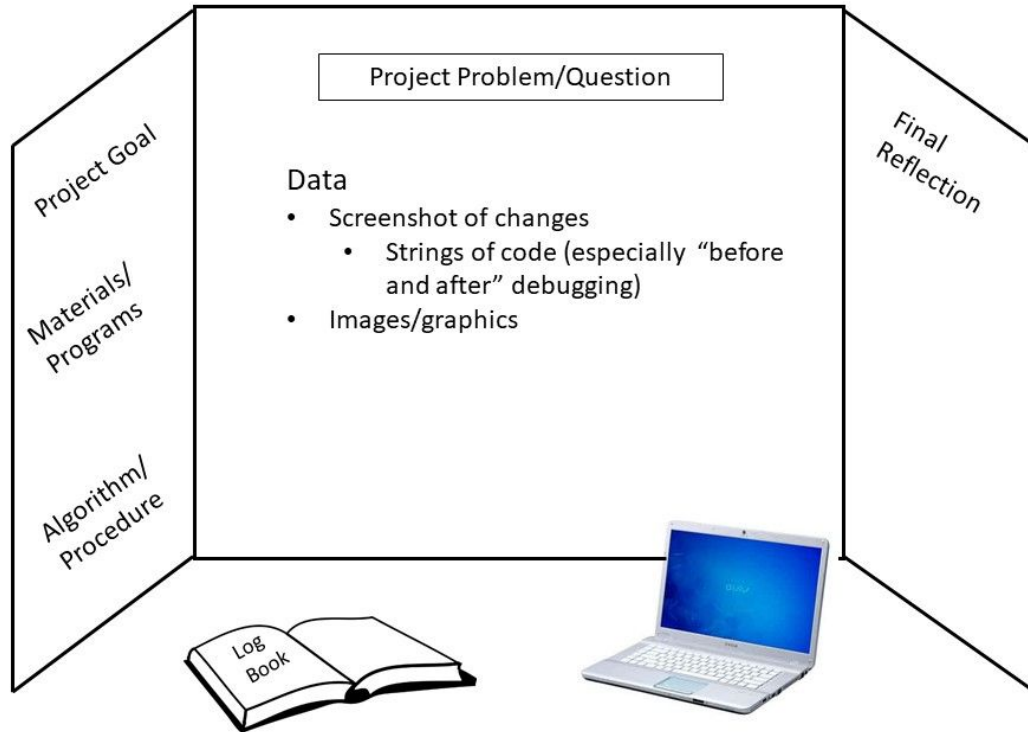 Project Problem/Question
Project Goal
Materials/
Programs
Algorithm/
Procedure
Data
• Screenshot of changes
• Strings of code (especially “before
and after” debugging)
• Images/graphics
Final
Reflection
Log
Book